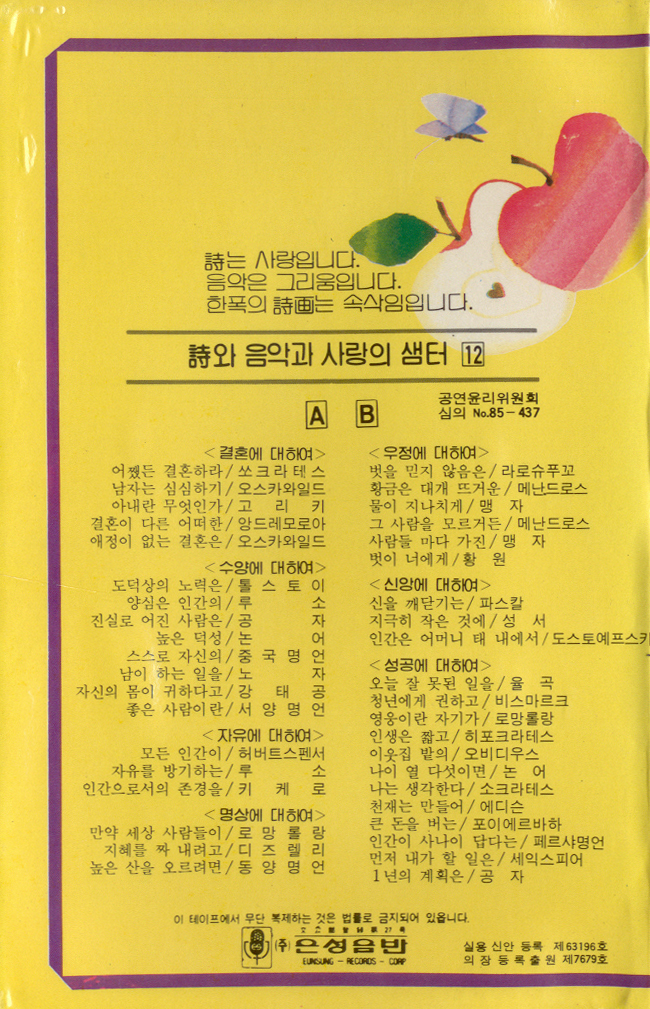 詩는 사랑입니다.
음악은 그리움입니다.
한폭의 詩画는 속삭임입니다.
詩와 음악과 사랑의 샘터 12
공연윤리위원회
심의 No.85-437
A B
<결혼에 대하여>
어쨌든 결혼하라/쏘크라테스
남자는 심심하기/오스카와일드
아내란 무엇인가/고리키
결혼이 다른 어떠한/앙드레모로아
애정이 없는 결혼은/오스카와일드
<수양에 대하여>
도덕상의 노력은/톨스토이
양심은 인간의/루소
진실로 어진 사람은/공자
높은 덕성/논어
스스로 자신의/중국명언
남이 하는 일을/노자
자신의 몸이 귀하다고/강태공
좋은 사람이란/서양명언
<자유에 대하여>
모든 인간이/허버트스펜서
자유를 방기하는/루소
인간으로서의 존경을/키케로
<명상에 대하여>
만약 세상 사람들이/로망롤랑
지혜를 짜 내려고/디즈렐리
높은 산을 오르려면/동양명언
<우정에 대하여>
벗을 믿지 않음은/라로슈푸꼬
황금은 대개 뜨거운/메난드로스
물이 지나치게/맹자
그 사람을 모르거든/메난드로스
사람들 마다 가진/맹자
벗이 너에게/황원
<신앙에 대하여>
신을 깨닫기는/파스칼
지극히 작은 것에/성서
인간은 어머니 태 내에서/도스토예프스키
<성공에 대하여>
오늘 잘 못된 일을/율곡
청년에게 권하고/비스마르크
영웅이란 자기가/로망롤랑
인생은 짧고/히포크라테스
이웃집 밭의/오비디우스
나이 열 다섯이면/논어
나는 생각한다/소크라테스
천재는 만들어/에디슨
큰 돈을 버는/포이에르바하
인간이 사나이 답다는/페르샤명언
먼저 내가 할 일은/세익스피어
1년의 계획은/공자
이 테이프에서 무단 복제하는 것은 법률로 금지되어 있읍니다.
(주) 은성음반
EUNSUNG - RECORDS - CORP
실용 신안 등록 제63196호
의장등록출원 제7679호